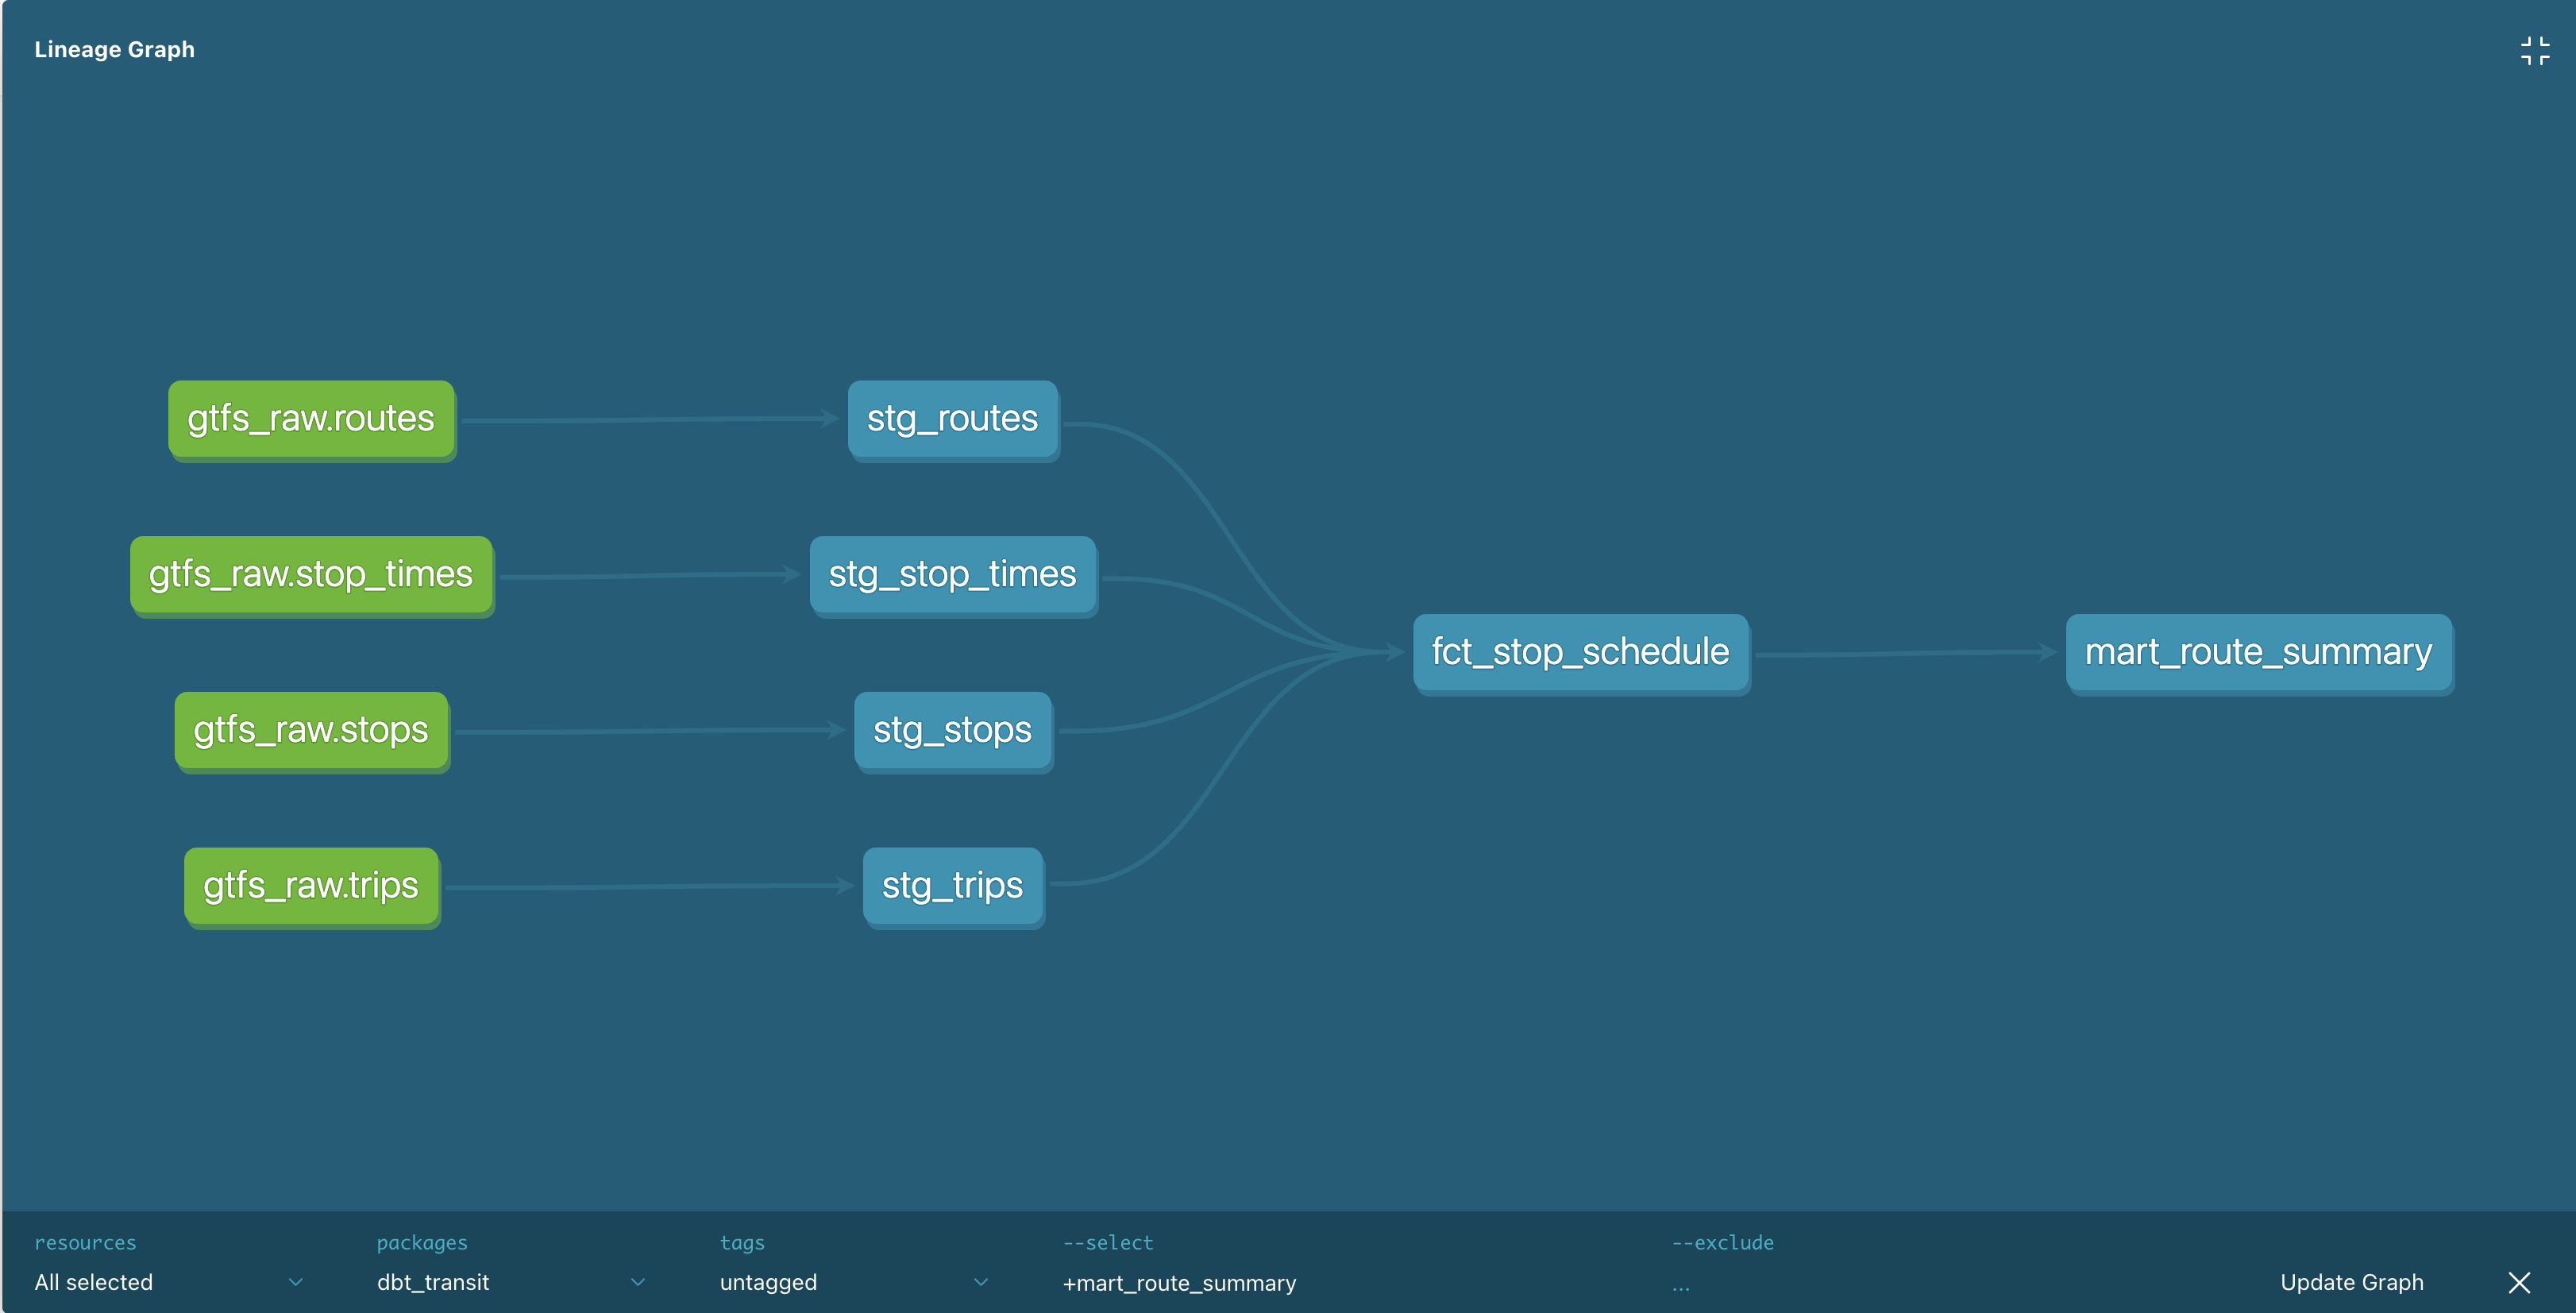 Lineage Graph
gtfs_raw.routes
stg_routes
gtfs_raw.stop_times
stg_stop_times
fct_stop_schedule
mart_route_summary
gtfs_raw.stops
stg_stops
gtfs_raw.trips
stg_trips
resources
packages
tags
--select
--exclude
All selected
dbt_transit
untagged
+mart_route_summary
...
Update Graph